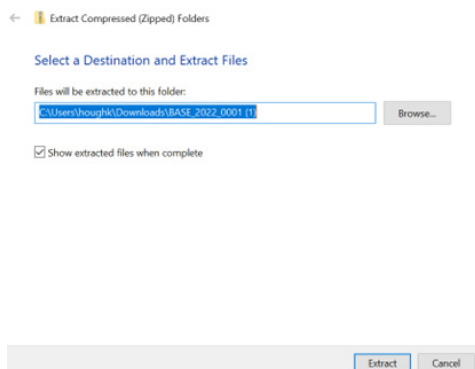 Extract Compressed (Zipped) Folders
Select a Destination and Extract Files
Files will be extracted to this folder:
C:\Users\houghk\Downloads\BASE_2022_0001 (1)
Browse...
Show extracted files when complete
Extract
Cancel